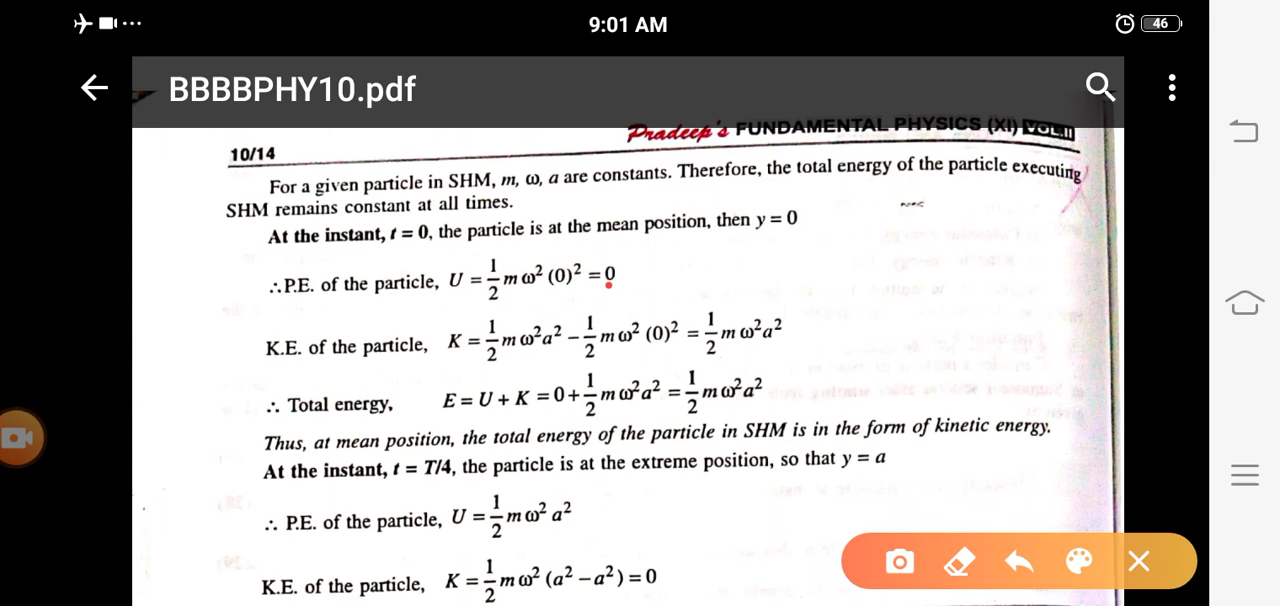 9:01 AM
46
BBBBPHY10.pdf
Pradeep's FUNDAMENTAL PHYSICS (XI) VOL.II
10/14
For a given particle in SHM, m, ω, a are constants. Therefore, the total energy of the particle executing
SHM remains constant at all times.
At the instant, t = 0, the particle is at the mean position, then y = 0
∴ P.E. of the particle, U = 1/2 m ω² (0)² = 0
K.E. of the particle, K = 1/2 m ω²a² – 1/2 m ω² (0)² = 1/2 m ω²a²
∴ Total energy, E = U + K = 0 + 1/2 m ω²a² = 1/2 m ω²a²
Thus, at mean position, the total energy of the particle in SHM is in the form of kinetic energy.
At the instant, t = T/4, the particle is at the extreme position, so that y = a
∴ P.E. of the particle, U = 1/2 m ω² a²
K.E. of the particle, K = 1/2 m ω² (a² – a²) = 0